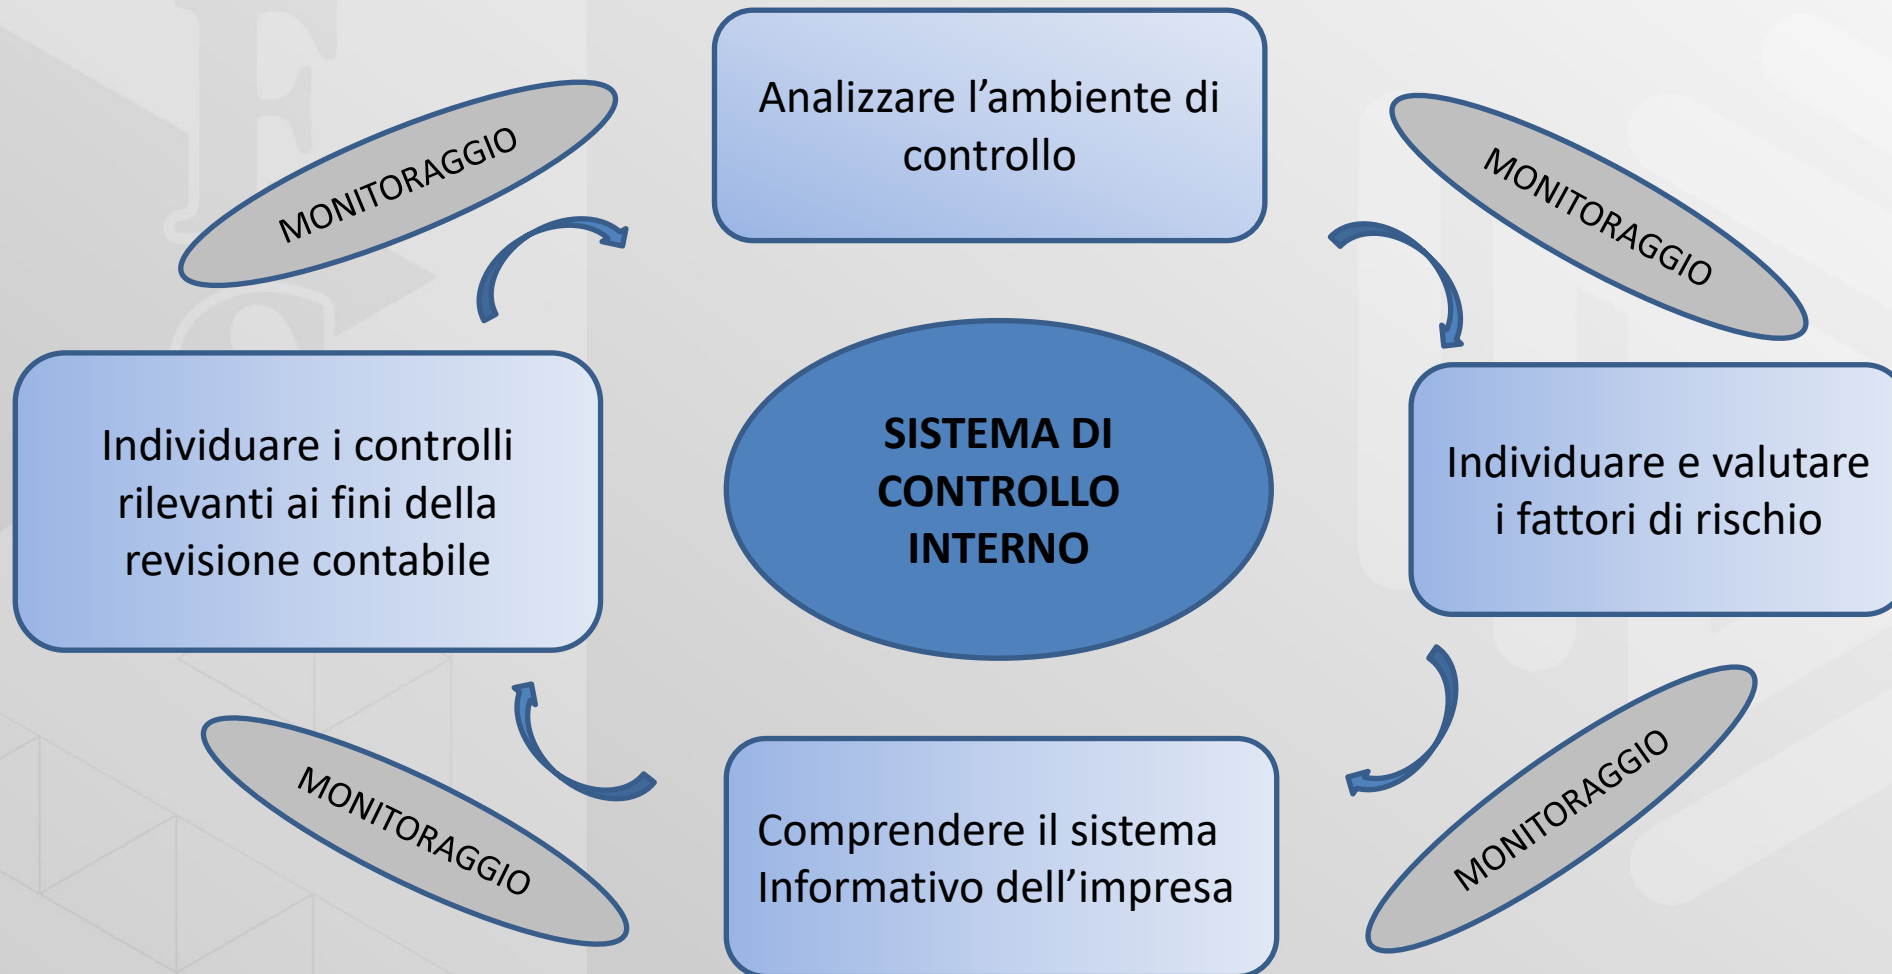 Analizzare l’ambiente di
controllo
MONITORAGGIO
MONITORAGGIO
Individuare i controlli
rilevanti ai fini della
revisione contabile
SISTEMA DI
CONTROLLO
INTERNO
Individuare e valutare
i fattori di rischio
MONITORAGGIO
Comprendere il sistema
Informativo dell’impresa
MONITORAGGIO